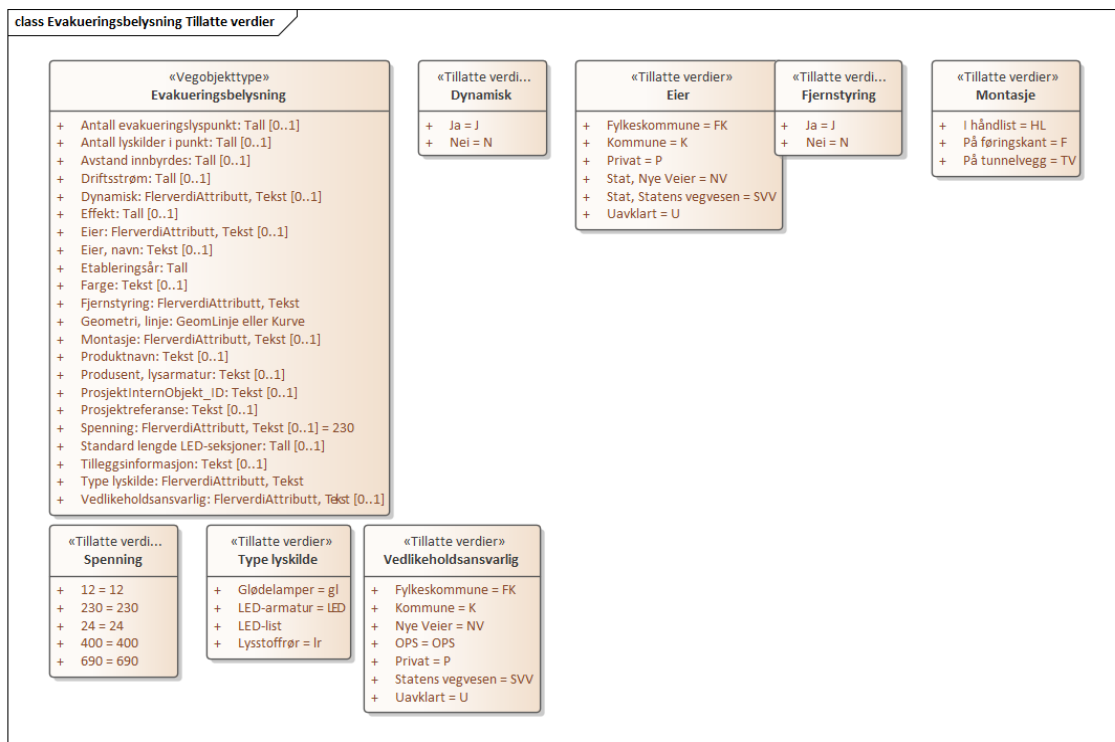 class Evakueringsbelysning Tillatte verdier
«Vegobjekttype»
Evakueringsbelysning
+ Antall evakueringslyspunkt: Tall [0..1]
+ Antall lyskilder i punkt: Tall [0..1]
+ Avstand innbyrdes: Tall [0..1]
+ Driftsstrøm: Tall [0..1]
+ Dynamisk: FlerverdiAttributt, Tekst [0..1]
+ Effekt: Tall [0..1]
+ Eier: FlerverdiAttributt, Tekst [0..1]
+ Eier, navn: Tekst [0..1]
+ Etableringsår: Tall
+ Farge: Tekst [0..1]
+ Fjernstyring: FlerverdiAttributt, Tekst
+ Geometri, linje: GeomLinje eller Kurve
+ Montasje: FlerverdiAttributt, Tekst [0..1]
+ Produktnavn: Tekst [0..1]
+ Produsent, lysarmatur: Tekst [0..1]
+ ProsjektInternObjekt_ID: Tekst [0..1]
+ Prosjektreferanse: Tekst [0..1]
+ Spenning: FlerverdiAttributt, Tekst [0..1] = 230
+ Standard lengde LED-seksjoner: Tall [0..1]
+ Tilleggsinformasjon: Tekst [0..1]
+ Type lyskilde: FlerverdiAttributt, Tekst
+ Vedlikeholdsansvarlig: FlerverdiAttributt, Tekst [0..1]
«Tillatte verdi...
Dynamisk
+ Ja = J
+ Nei = N
«Tillatte verdier»
Eier
+ Fylkeskommune = FK
+ Kommune = K
+ Privat = P
+ Stat, Nye Veier = NV
+ Stat, Statens vegvesen = SVV
+ Uavklart = U
«Tillatte verdi...
Fjernstyring
+ Ja = J
+ Nei = N
«Tillatte verdier»
Montasje
+ I håndlist = HL
+ På føringskant = F
+ På tunnelvegg = TV
«Tillatte verdi...
Spenning
+ 12 = 12
+ 230 = 230
+ 24 = 24
+ 400 = 400
+ 690 = 690
«Tillatte verdier»
Type lyskilde
+ Glødelamper = gl
+ LED-armatur = LED
+ LED-list
+ Lysstoffrør = lr
«Tillatte verdier»
Vedlikeholdsansvarlig
+ Fylkeskommune = FK
+ Kommune = K
+ Nye Veier = NV
+ OPS = OPS
+ Privat = P
+ Statens vegvesen = SVV
+ Uavklart = U